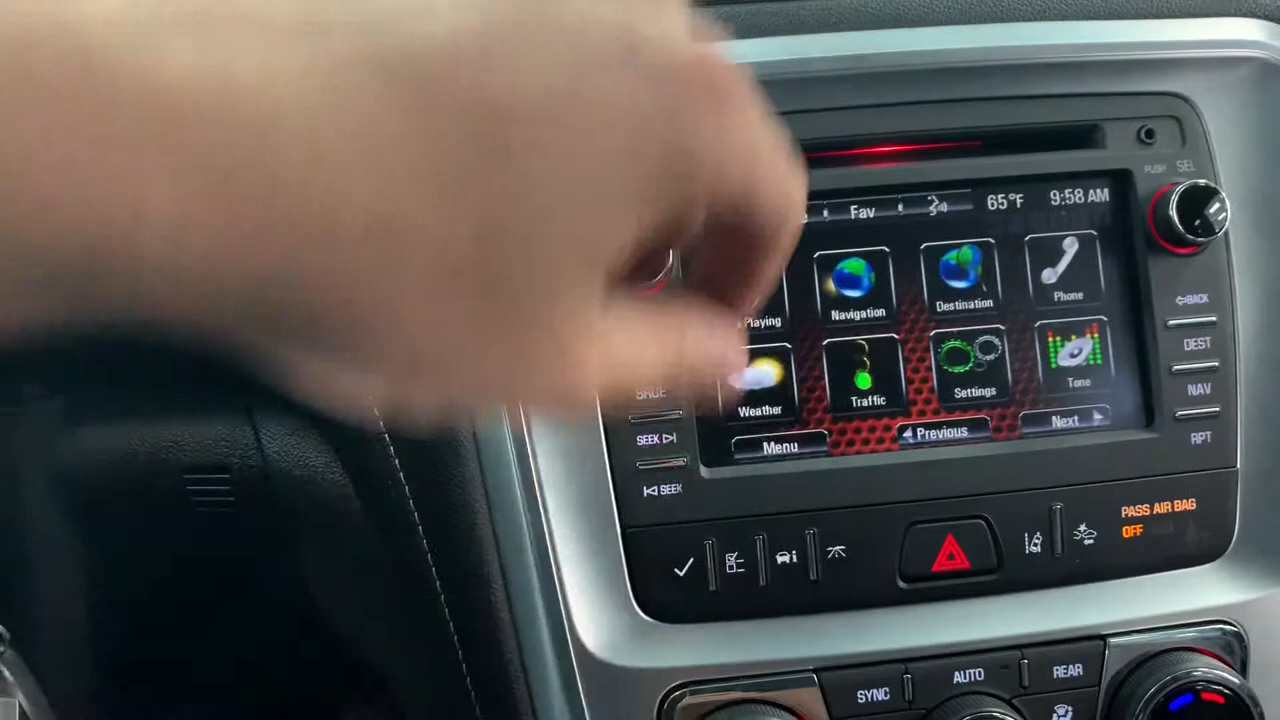 PUSH SEL
Fav
65°F
9:58 AM
Playing
Navigation
Destination
Phone
Weather
Traffic
Settings
Tone
Menu
Previous
Next
SEEK
SEEK
BACK
DEST
NAV
RPT
PASS AIR BAG
OFF
SYNC
AUTO
REAR